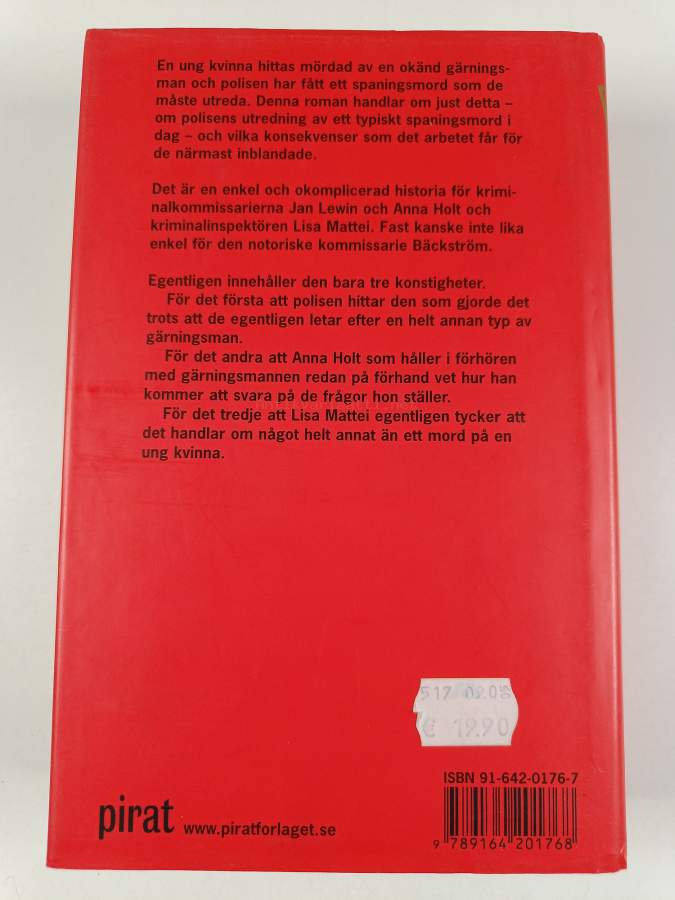 En ung kvinna hittas mördad av en okänd gärnings-
man och polisen har fått ett spaningsmord som de
måste utreda. Denna roman handlar om just detta –
om polisens utredning av ett typiskt spaningsmord i
dag – och vilka konsekvenser som det arbetet får för
de närmast inblandade.
Det är en enkel och okomplicerad historia för krimi-
nalkommissarierna Jan Lewin och Anna Holt och
kriminalinspektören Lisa Mattei. Fast kanske inte lika
enkel för den notoriske kommissarie Bäckström.
Egentligen innehåller den bara tre konstigheter.
För det första att polisen hittar den som gjorde det
trots att de egentligen letar efter en helt annan typ av
gärningsman.
För det andra att Anna Holt som håller i förhören
med gärningsmannen redan på förhand vet hur han
kommer att svara på de frågor hon ställer.
För det tredje att Lisa Mattei egentligen tycker att
det handlar om något helt annat än ett mord på en
ung kvinna.
517
€ 19.90
ISBN 91-642-0176-7
9 789164 201768
pirat www.piratforlaget.se